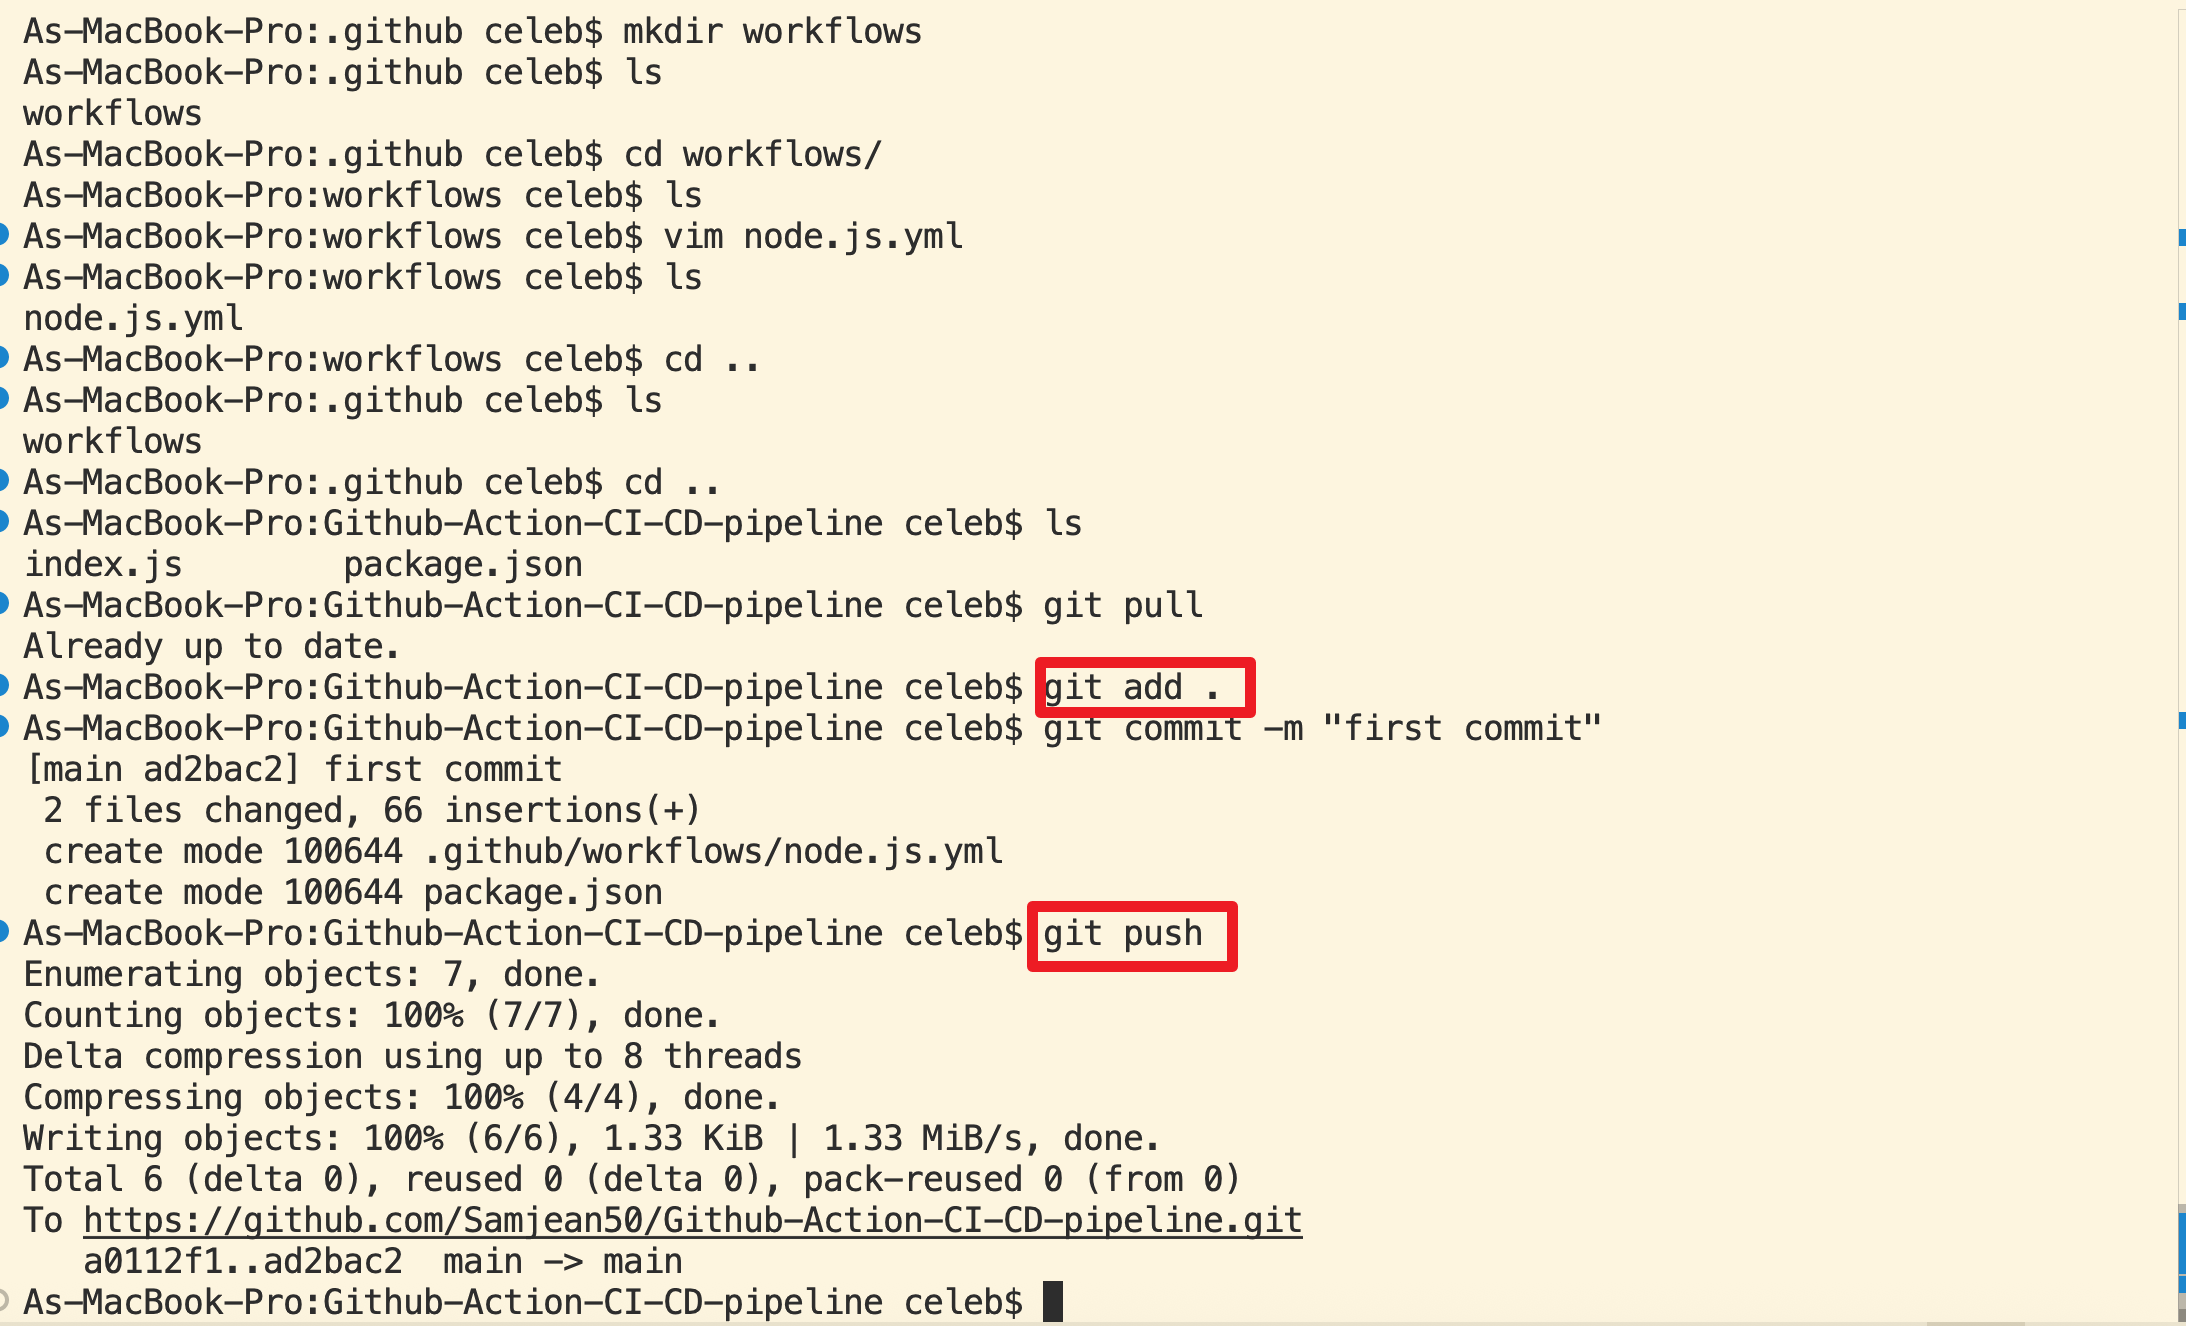 As-MacBook-Pro:.github celeb$ mkdir workflows
As-MacBook-Pro:.github celeb$ ls
workflows
As-MacBook-Pro:.github celeb$ cd workflows/
As-MacBook-Pro:workflows celeb$ ls
As-MacBook-Pro:workflows celeb$ vim node.js.yml
As-MacBook-Pro:workflows celeb$ ls
node.js.yml
As-MacBook-Pro:workflows celeb$ cd ..
As-MacBook-Pro:.github celeb$ ls
workflows
As-MacBook-Pro:.github celeb$ cd ..
As-MacBook-Pro:Github-Action-CI-CD-pipeline celeb$ ls
index.js        package.json
As-MacBook-Pro:Github-Action-CI-CD-pipeline celeb$ git pull
Already up to date.
As-MacBook-Pro:Github-Action-CI-CD-pipeline celeb$ git add .
As-MacBook-Pro:Github-Action-CI-CD-pipeline celeb$ git commit -m "first commit"
[main ad2bac2] first commit
 2 files changed, 66 insertions(+)
 create mode 100644 .github/workflows/node.js.yml
 create mode 100644 package.json
As-MacBook-Pro:Github-Action-CI-CD-pipeline celeb$ git push
Enumerating objects: 7, done.
Counting objects: 100% (7/7), done.
Delta compression using up to 8 threads
Compressing objects: 100% (4/4), done.
Writing objects: 100% (6/6), 1.33 KiB | 1.33 MiB/s, done.
Total 6 (delta 0), reused 0 (delta 0), pack-reused 0 (from 0)
To https://github.com/Samjean50/Github-Action-CI-CD-pipeline.git
   a0112f1..ad2bac2  main -> main
As-MacBook-Pro:Github-Action-CI-CD-pipeline celeb$